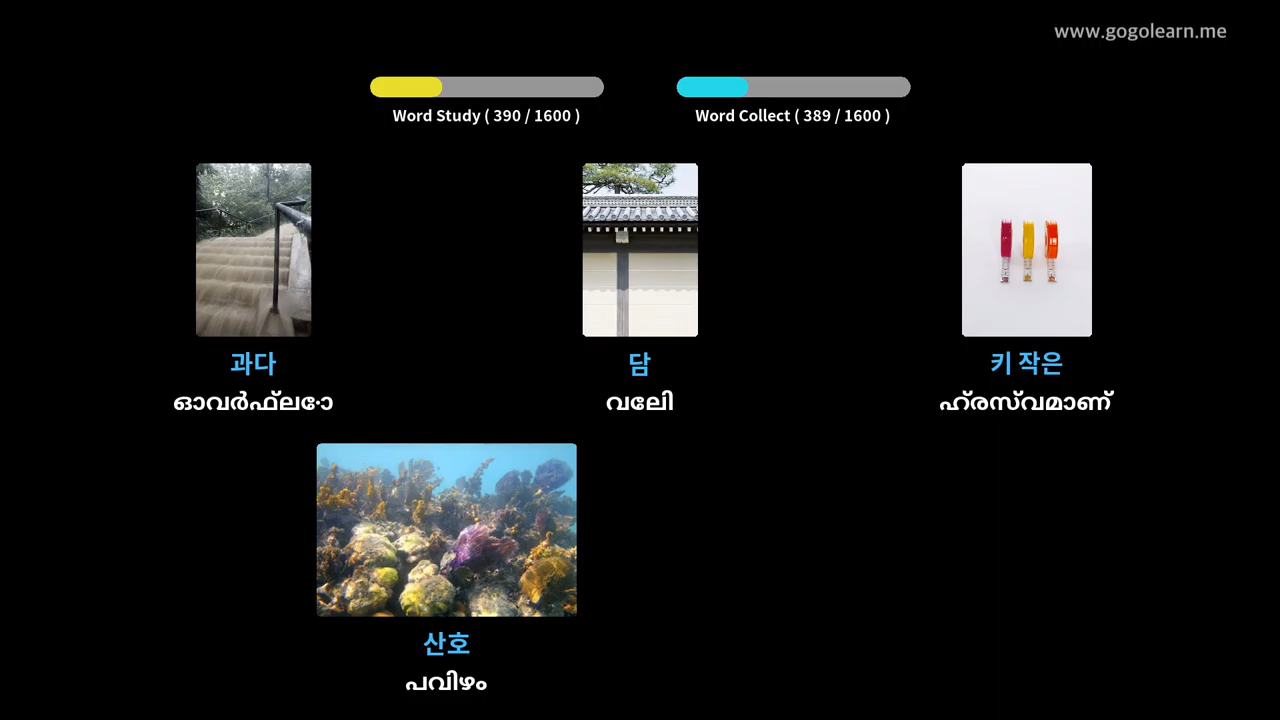 www.gogolearn.me
Word Study ( 390 / 1600 )
Word Collect ( 389 / 1600 )
과다
담
키 작은
ഓവർഫ്ലോ
വേലി
ഹ്രസ്വമാണ്
산호
പവിഴം